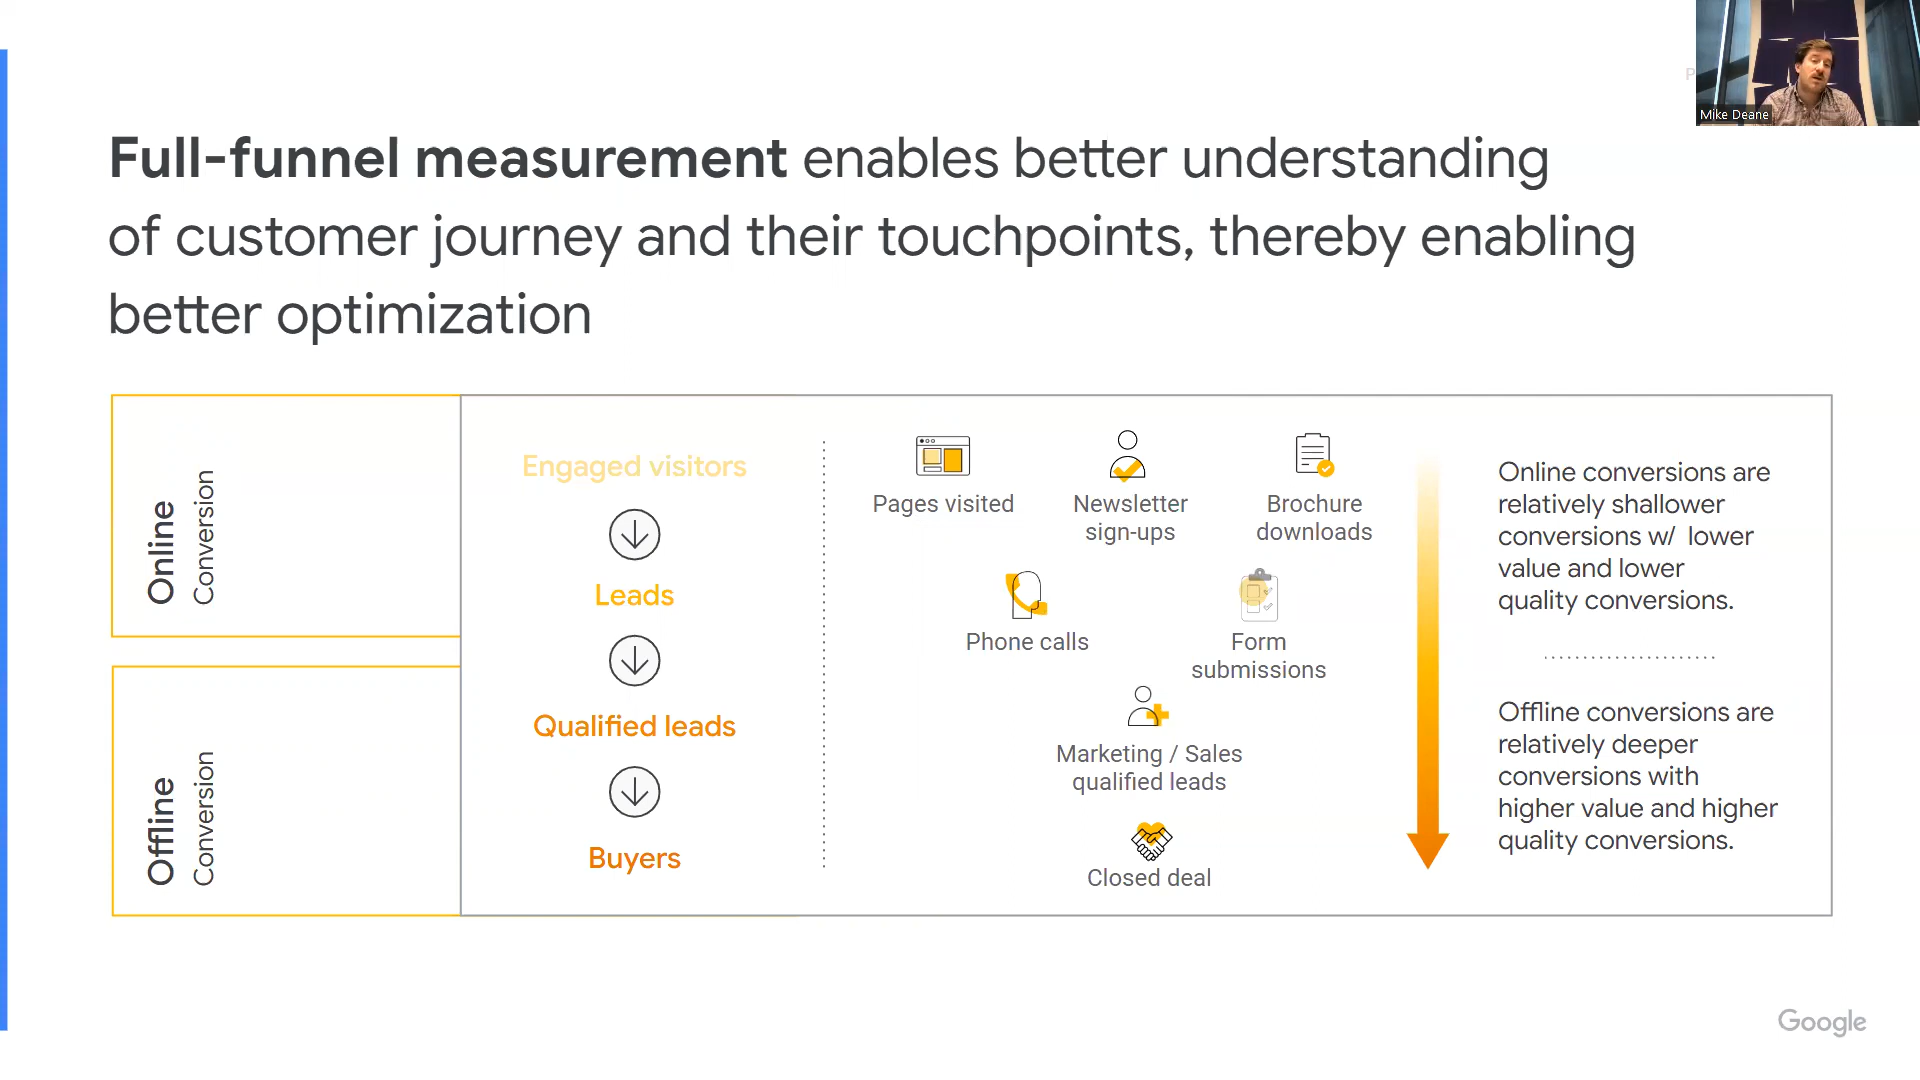 Mike Deane
Full-funnel measurement enables better understanding
of customer journey and their touchpoints, thereby enabling
better optimization
Online
Conversion
Engaged visitors
Leads
Pages visited
Newsletter
sign-ups
Brochure
downloads
Phone calls
Form
submissions
Online conversions are
relatively shallower
conversions w/ lower
value and lower
quality conversions.
Offline
Conversion
Qualified leads
Buyers
Marketing / Sales
qualified leads
Closed deal
Offline conversions are
relatively deeper
conversions with
higher value and higher
quality conversions.
Google